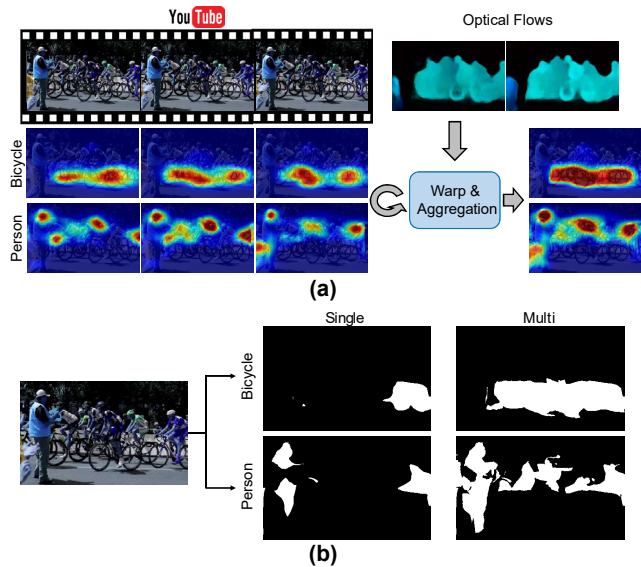 YouTube
Optical Flows
Bicycle
Person
Warp &
Aggregation
(a)
Single
Multi
Bicycle
Person
(b)